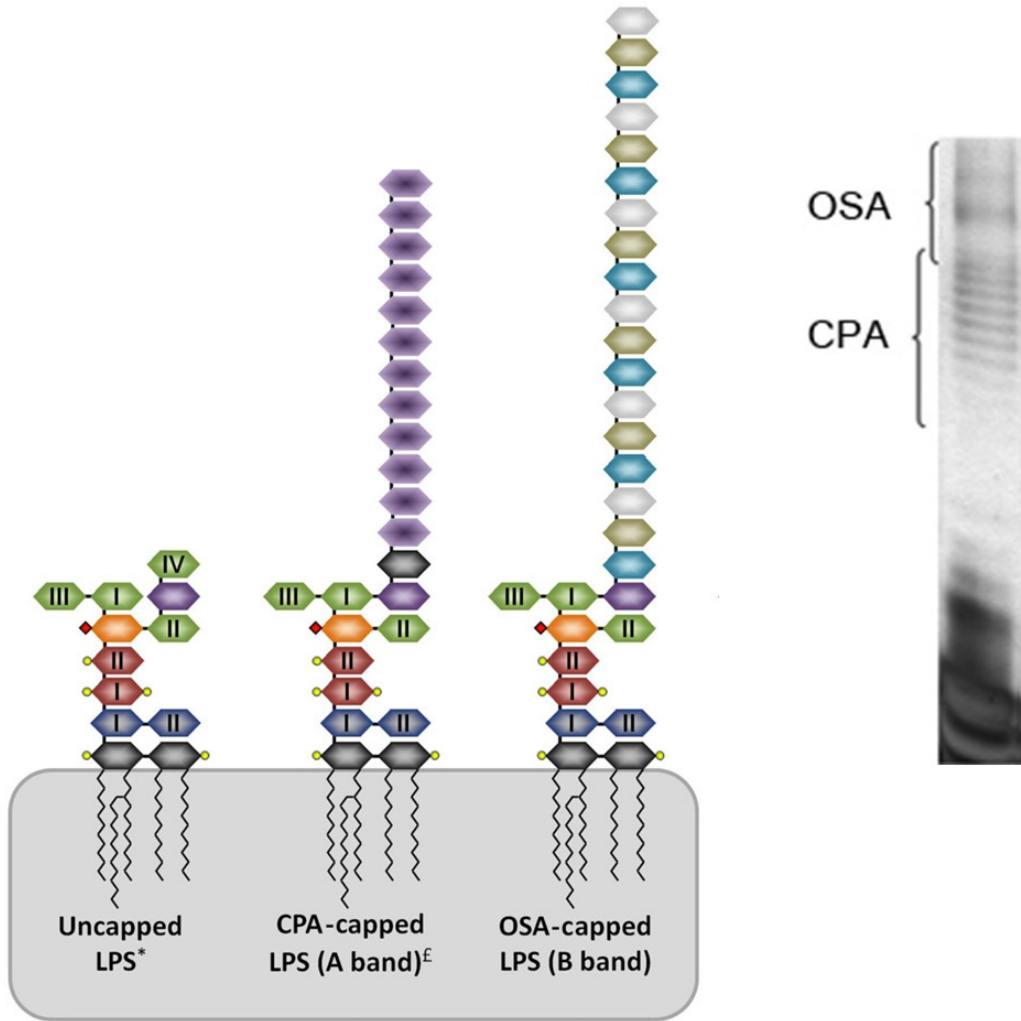 OSA
CPA
IV
III I
II
II
I
I II
III I
II
II
I
I II
III I
II
II
I
I II
Uncapped
LPS*
CPA-capped
LPS (A band)£
OSA-capped
LPS (B band)